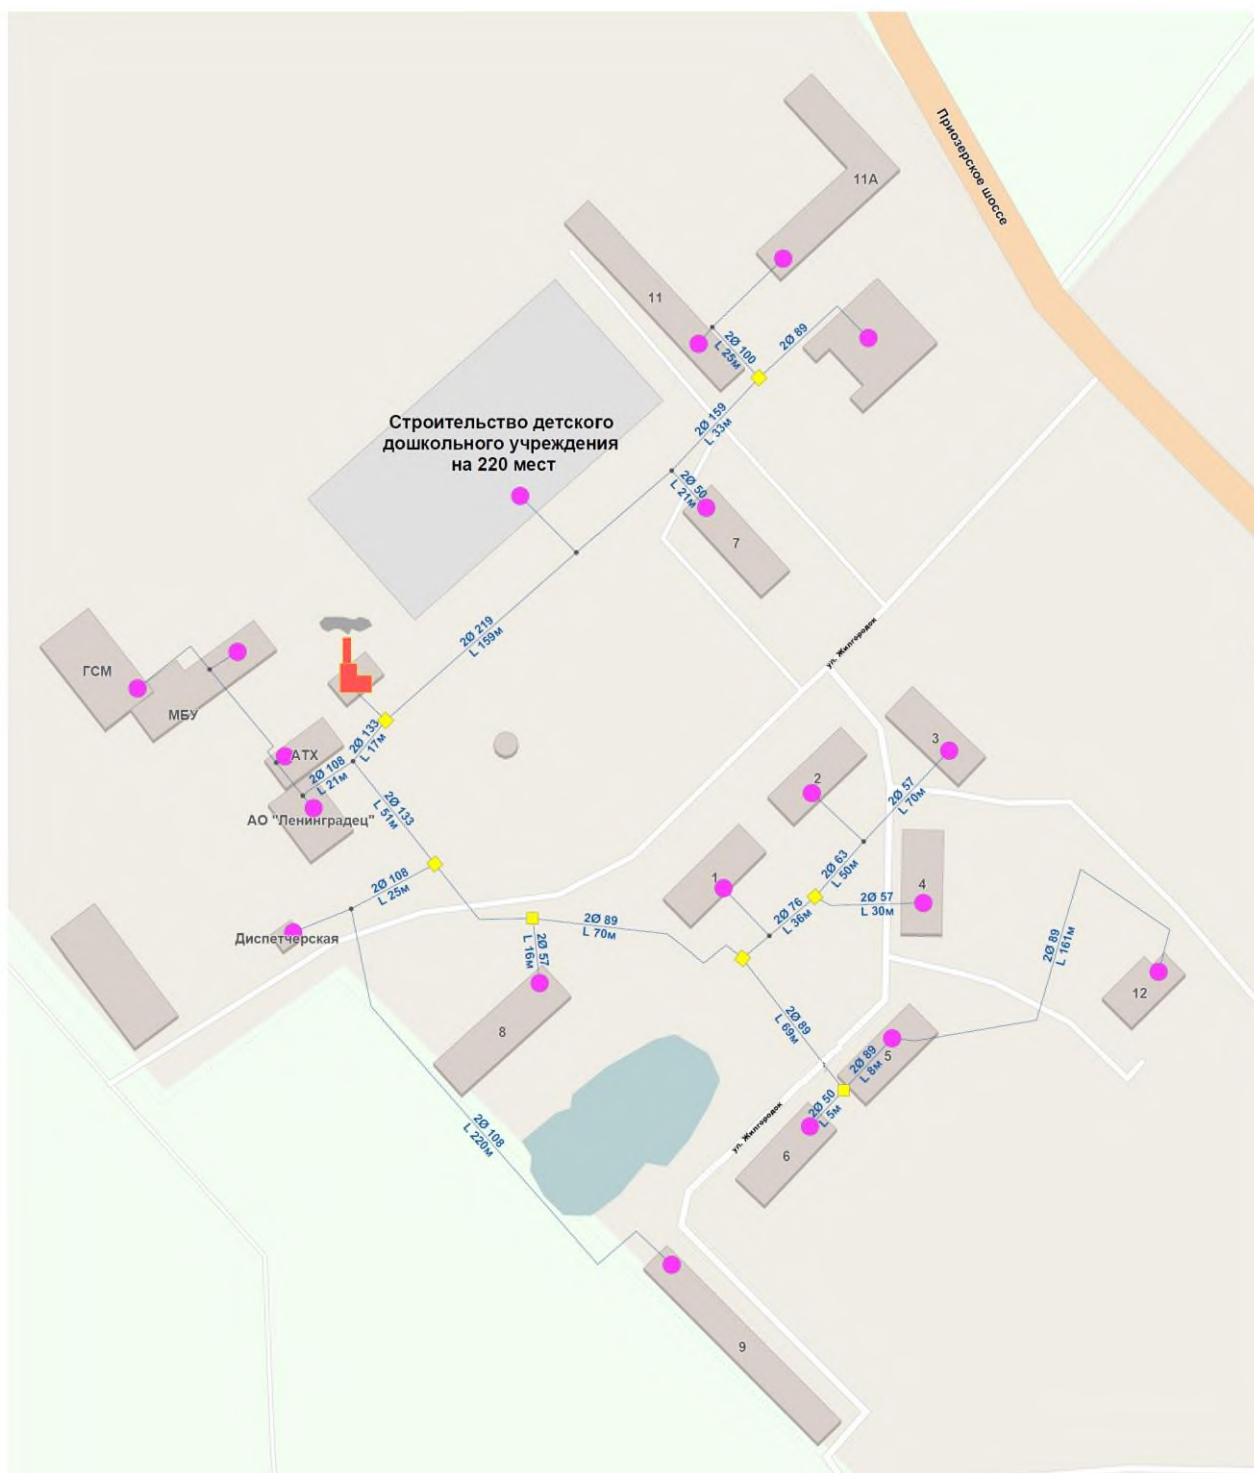 Приозерское шоссе
11А
11
2Ø 100
L 25м
2Ø 89
Строительство детского
дошкольного учреждения
на 220 мест
2Ø 159
L 33м
2Ø 50
L 21м
7
2Ø 219
L 159м
ул. Жилгородок
ГСМ
МБУ
АТХ
2Ø 133
L 17м
2Ø 108
L 21м
АО "Ленинградец"
2Ø 133
L 51м
3
2
2Ø 57
L 70м
2Ø 63
L 50м
1
4
2Ø 57
L 30м
2Ø 76
L 36м
2Ø 108
L 25м
Диспетчерская
2Ø 89
L 70м
2Ø 57
L 16м
2Ø 89
L 161м
12
8
2Ø 89
L 69м
5
2Ø 89
L 8м
2Ø 50
L 5м
ул. Жилгородок
6
2Ø 108
L 220м
9